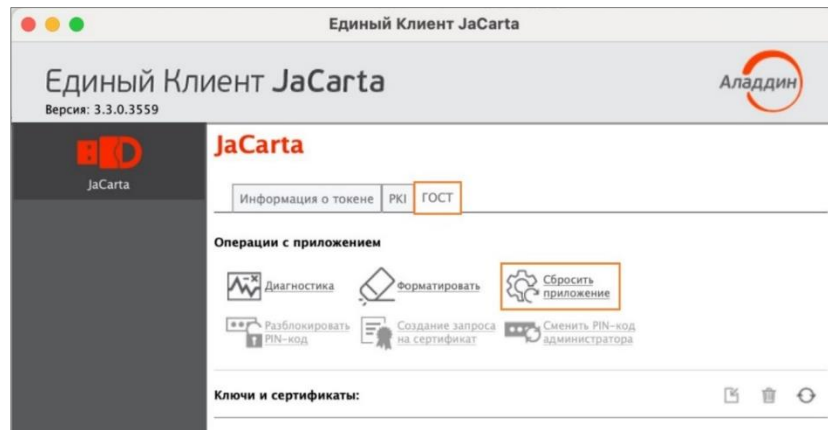 Единый Клиент JaCarta
Единый Клиент JaCarta
Версия: 3.3.0.3559
Аладдин
JaCarta
JaCarta
Информация о токене
PKI
ГОСТ
Операции с приложением
Диагностика
Форматировать
Сбросить
приложение
Разблокировать
PIN-код
Создание запроса
на сертификат
Сменить PIN-код
администратора
Ключи и сертификаты: